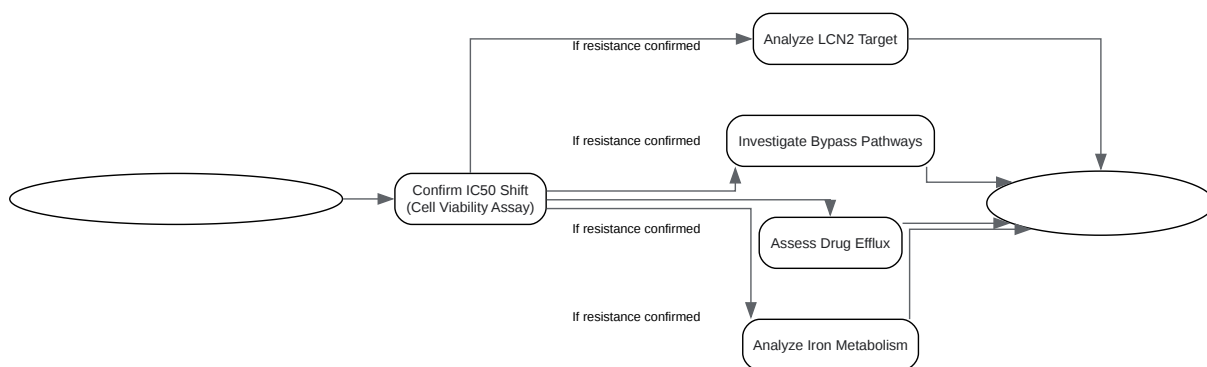 Analyze LCN2 Target
If resistance confirmed
If resistance confirmed
Investigate Bypass Pathways
Confirm IC50 Shift
(Cell Viability Assay)
If resistance confirmed
Assess Drug Efflux
If resistance confirmed
Analyze Iron Metabolism